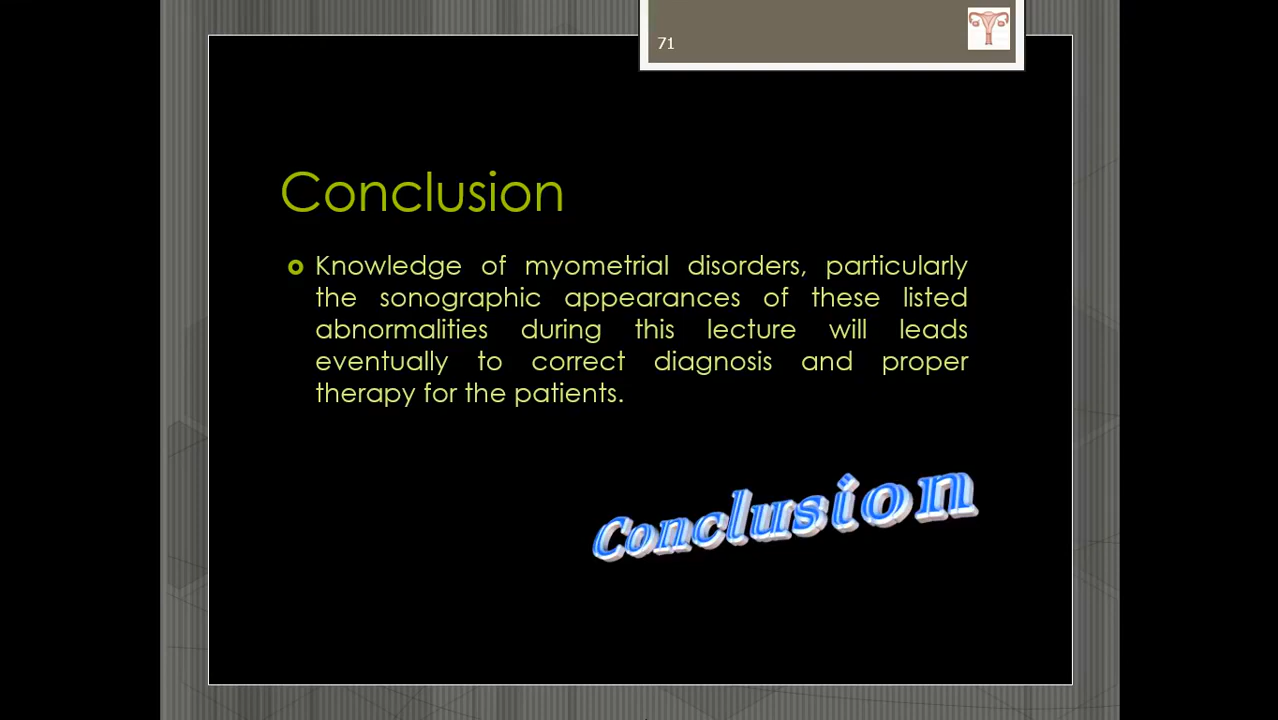 71
Conclusion
Knowledge of myometrial disorders, particularly
the sonographic appearances of these listed
abnormalities during this lecture will leads
eventually to correct diagnosis and proper
therapy for the patients.
Conclusion